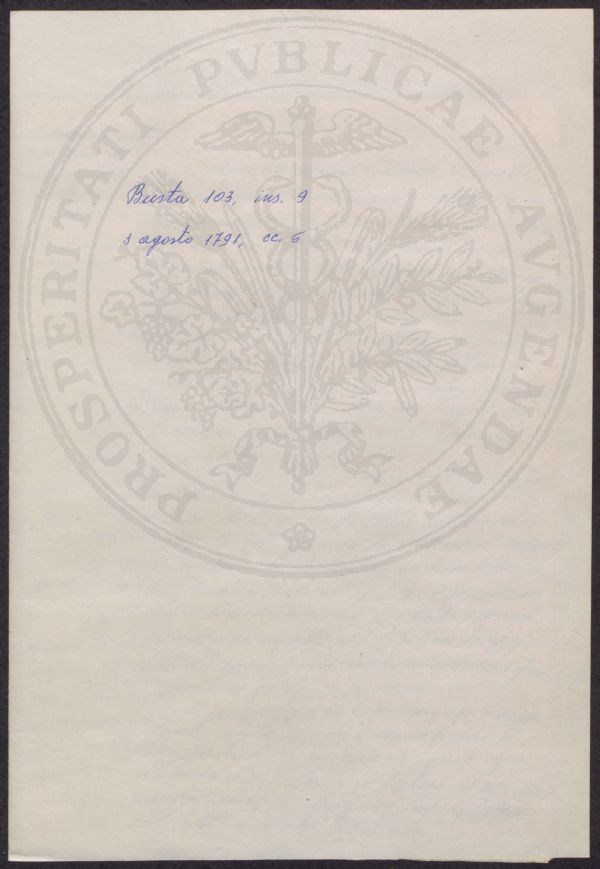 PROSPERITATI PVBLICAE AVGENDAE
Busta 103, ins. 9
3 agosto 1791, cc. 6